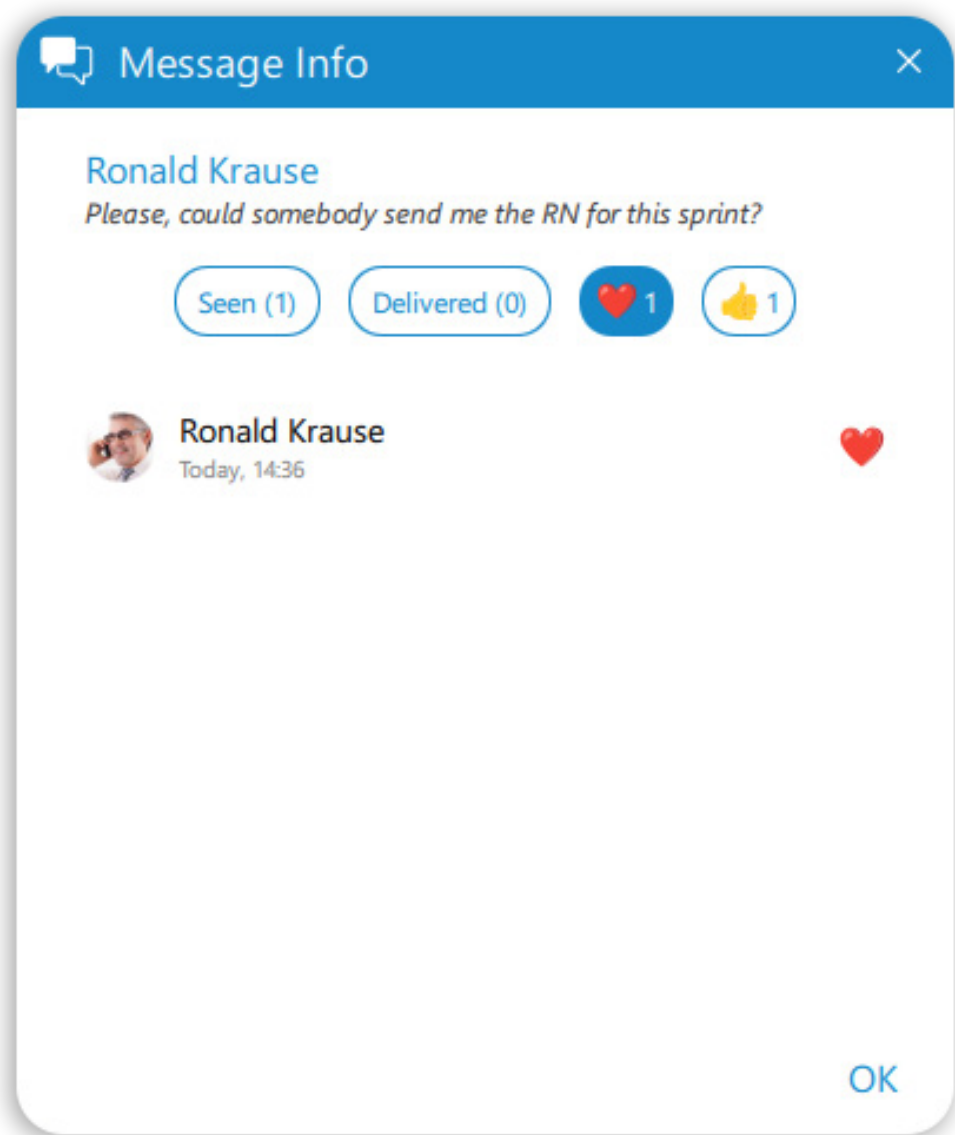 Message Info
Ronald Krause
Please, could somebody send me the RN for this sprint?
Seen (1) Delivered (0) ❤️ 1 👍 1
Ronald Krause
Today, 14:36
OK